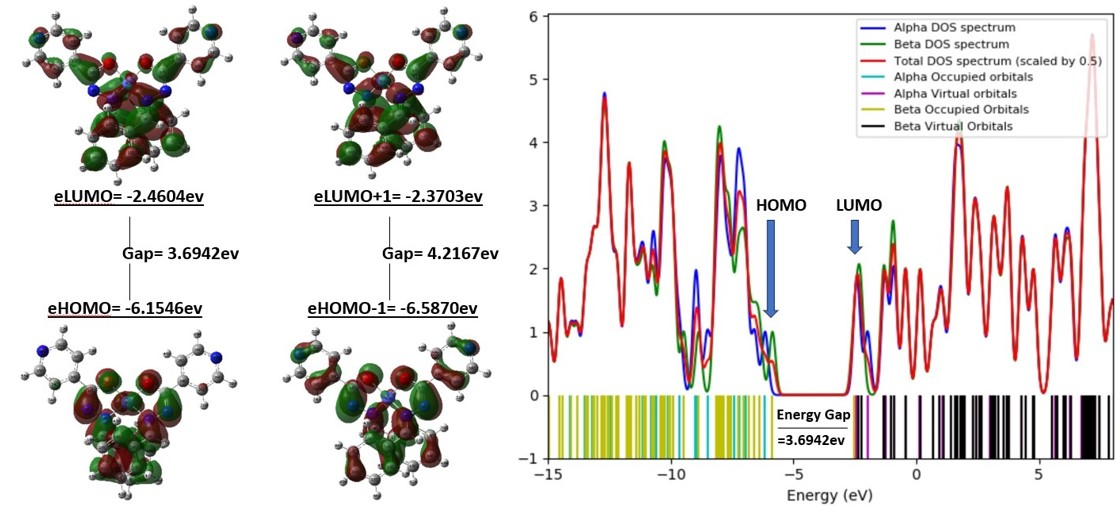 eLUMO= -2.4604ev
eLUMO+1= -2.3703ev
Gap= 3.6942ev
Gap= 4.2167ev
eHOMO= -6.1546ev
eHOMO-1= -6.5870ev
6
5
4
3
2
1
0
−1
Alpha DOS spectrum
Beta DOS spectrum
Total DOS spectrum (scaled by 0.5)
Alpha Occupied orbitals
Alpha Virtual orbitals
Beta Occupied Orbitals
Beta Virtual Orbitals
HOMO
LUMO
Energy Gap
=3.6942ev
−15
−10
−5
0
5
Energy (eV)